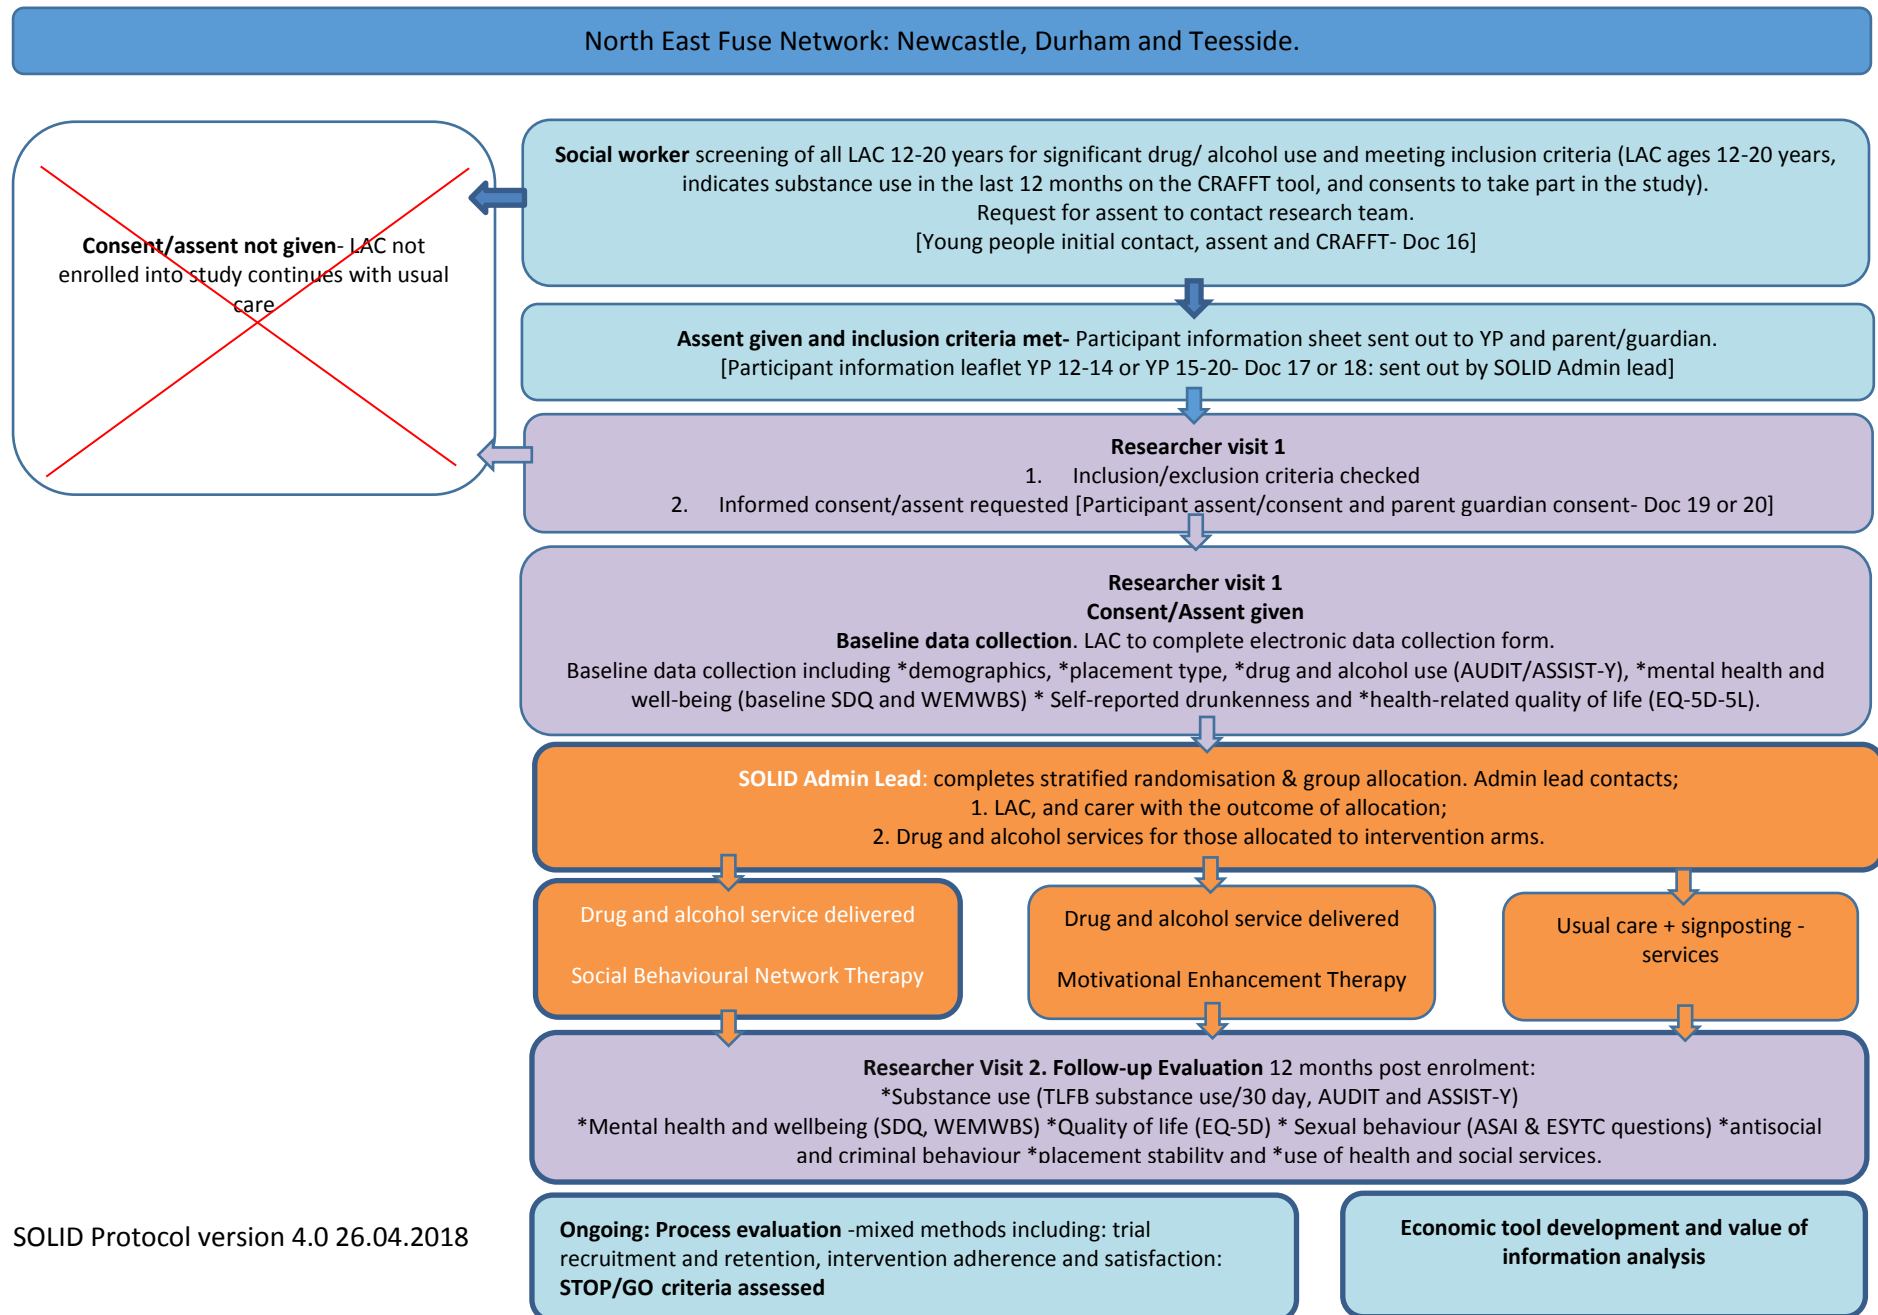 North East Fuse Network: Newcastle, Durham and Teesside.
Social worker screening of all LAC 12-20 years for significant drug/ alcohol use and meeting inclusion criteria (LAC ages 12-20 years,
indicates substance use in the last 12 months on the CRAFFT tool, and consents to take part in the study).
Request for assent to contact research team.
[Young people initial contact, assent and CRAFFT- Doc 16]
Consent/assent not given- LAC not
enrolled into study continues with usual
care
Assent given and inclusion criteria met- Participant information sheet sent out to YP and parent/guardian.
[Participant information leaflet YP 12-14 or YP 15-20- Doc 17 or 18: sent out by SOLID Admin lead]
Researcher visit 1
1. Inclusion/exclusion criteria checked
2. Informed consent/assent requested [Participant assent/consent and parent guardian consent- Doc 19 or 20]
Researcher visit 1
Consent/Assent given
Baseline data collection. LAC to complete electronic data collection form.
Baseline data collection including *demographics, *placement type, *drug and alcohol use (AUDIT/ASSIST-Y), *mental health and
well-being (baseline SDQ and WEMWBS) * Self-reported drunkenness and *health-related quality of life (EQ-5D-5L).
SOLID Admin Lead: completes stratified randomisation & group allocation. Admin lead contacts;
1. LAC, and carer with the outcome of allocation;
2. Drug and alcohol services for those allocated to intervention arms.
Drug and alcohol service delivered
Social Behavioural Network Therapy
Drug and alcohol service delivered
Motivational Enhancement Therapy
Usual care + signposting -
services
Researcher Visit 2. Follow-up Evaluation 12 months post enrolment:
*Substance use (TLFB substance use/30 day, AUDIT and ASSIST-Y)
*Mental health and wellbeing (SDQ, WEMWBS) *Quality of life (EQ-5D) * Sexual behaviour (ASAI & ESYTC questions) *antisocial
and criminal behaviour *placement stability and *use of health and social services.
Ongoing: Process evaluation -mixed methods including: trial
recruitment and retention, intervention adherence and satisfaction:
STOP/GO criteria assessed
Economic tool development and value of
information analysis
SOLID Protocol version 4.0 26.04.2018